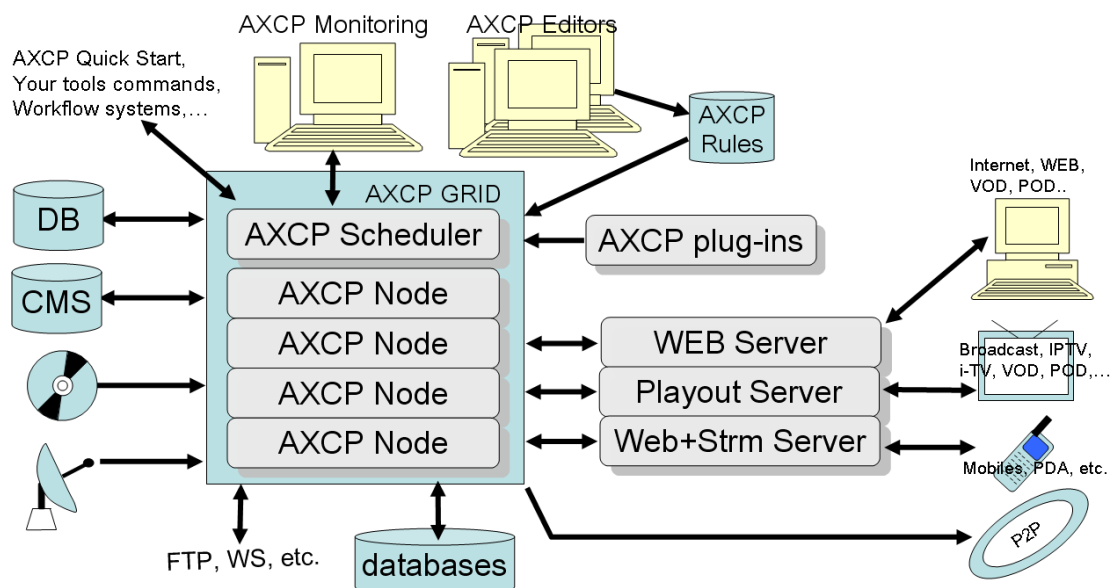 AXCP Monitoring
AXCP Editors
AXCP Quick Start,
Your tools commands,
Workflow systems,...
AXCP
Rules
Internet, WEB,
VOD, POD..
AXCP GRID
DB
AXCP Scheduler
AXCP plug-ins
CMS
AXCP Node
AXCP Node
WEB Server
Broadcast, IPTV,
i-TV, VOD, POD,...
AXCP Node
Playout Server
AXCP Node
Web+Strm Server
Mobiles, PDA, etc.
P2P
FTP, WS, etc.
databases